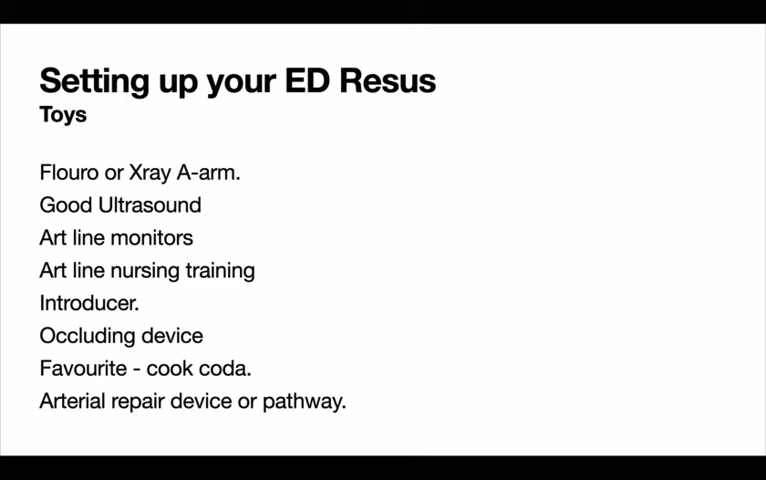 Setting up your ED Resus
Toys
Flouro or Xray A-arm.
Good Ultrasound
Art line monitors
Art line nursing training
Introducer.
Occluding device
Favourite - cook coda.
Arterial repair device or pathway.